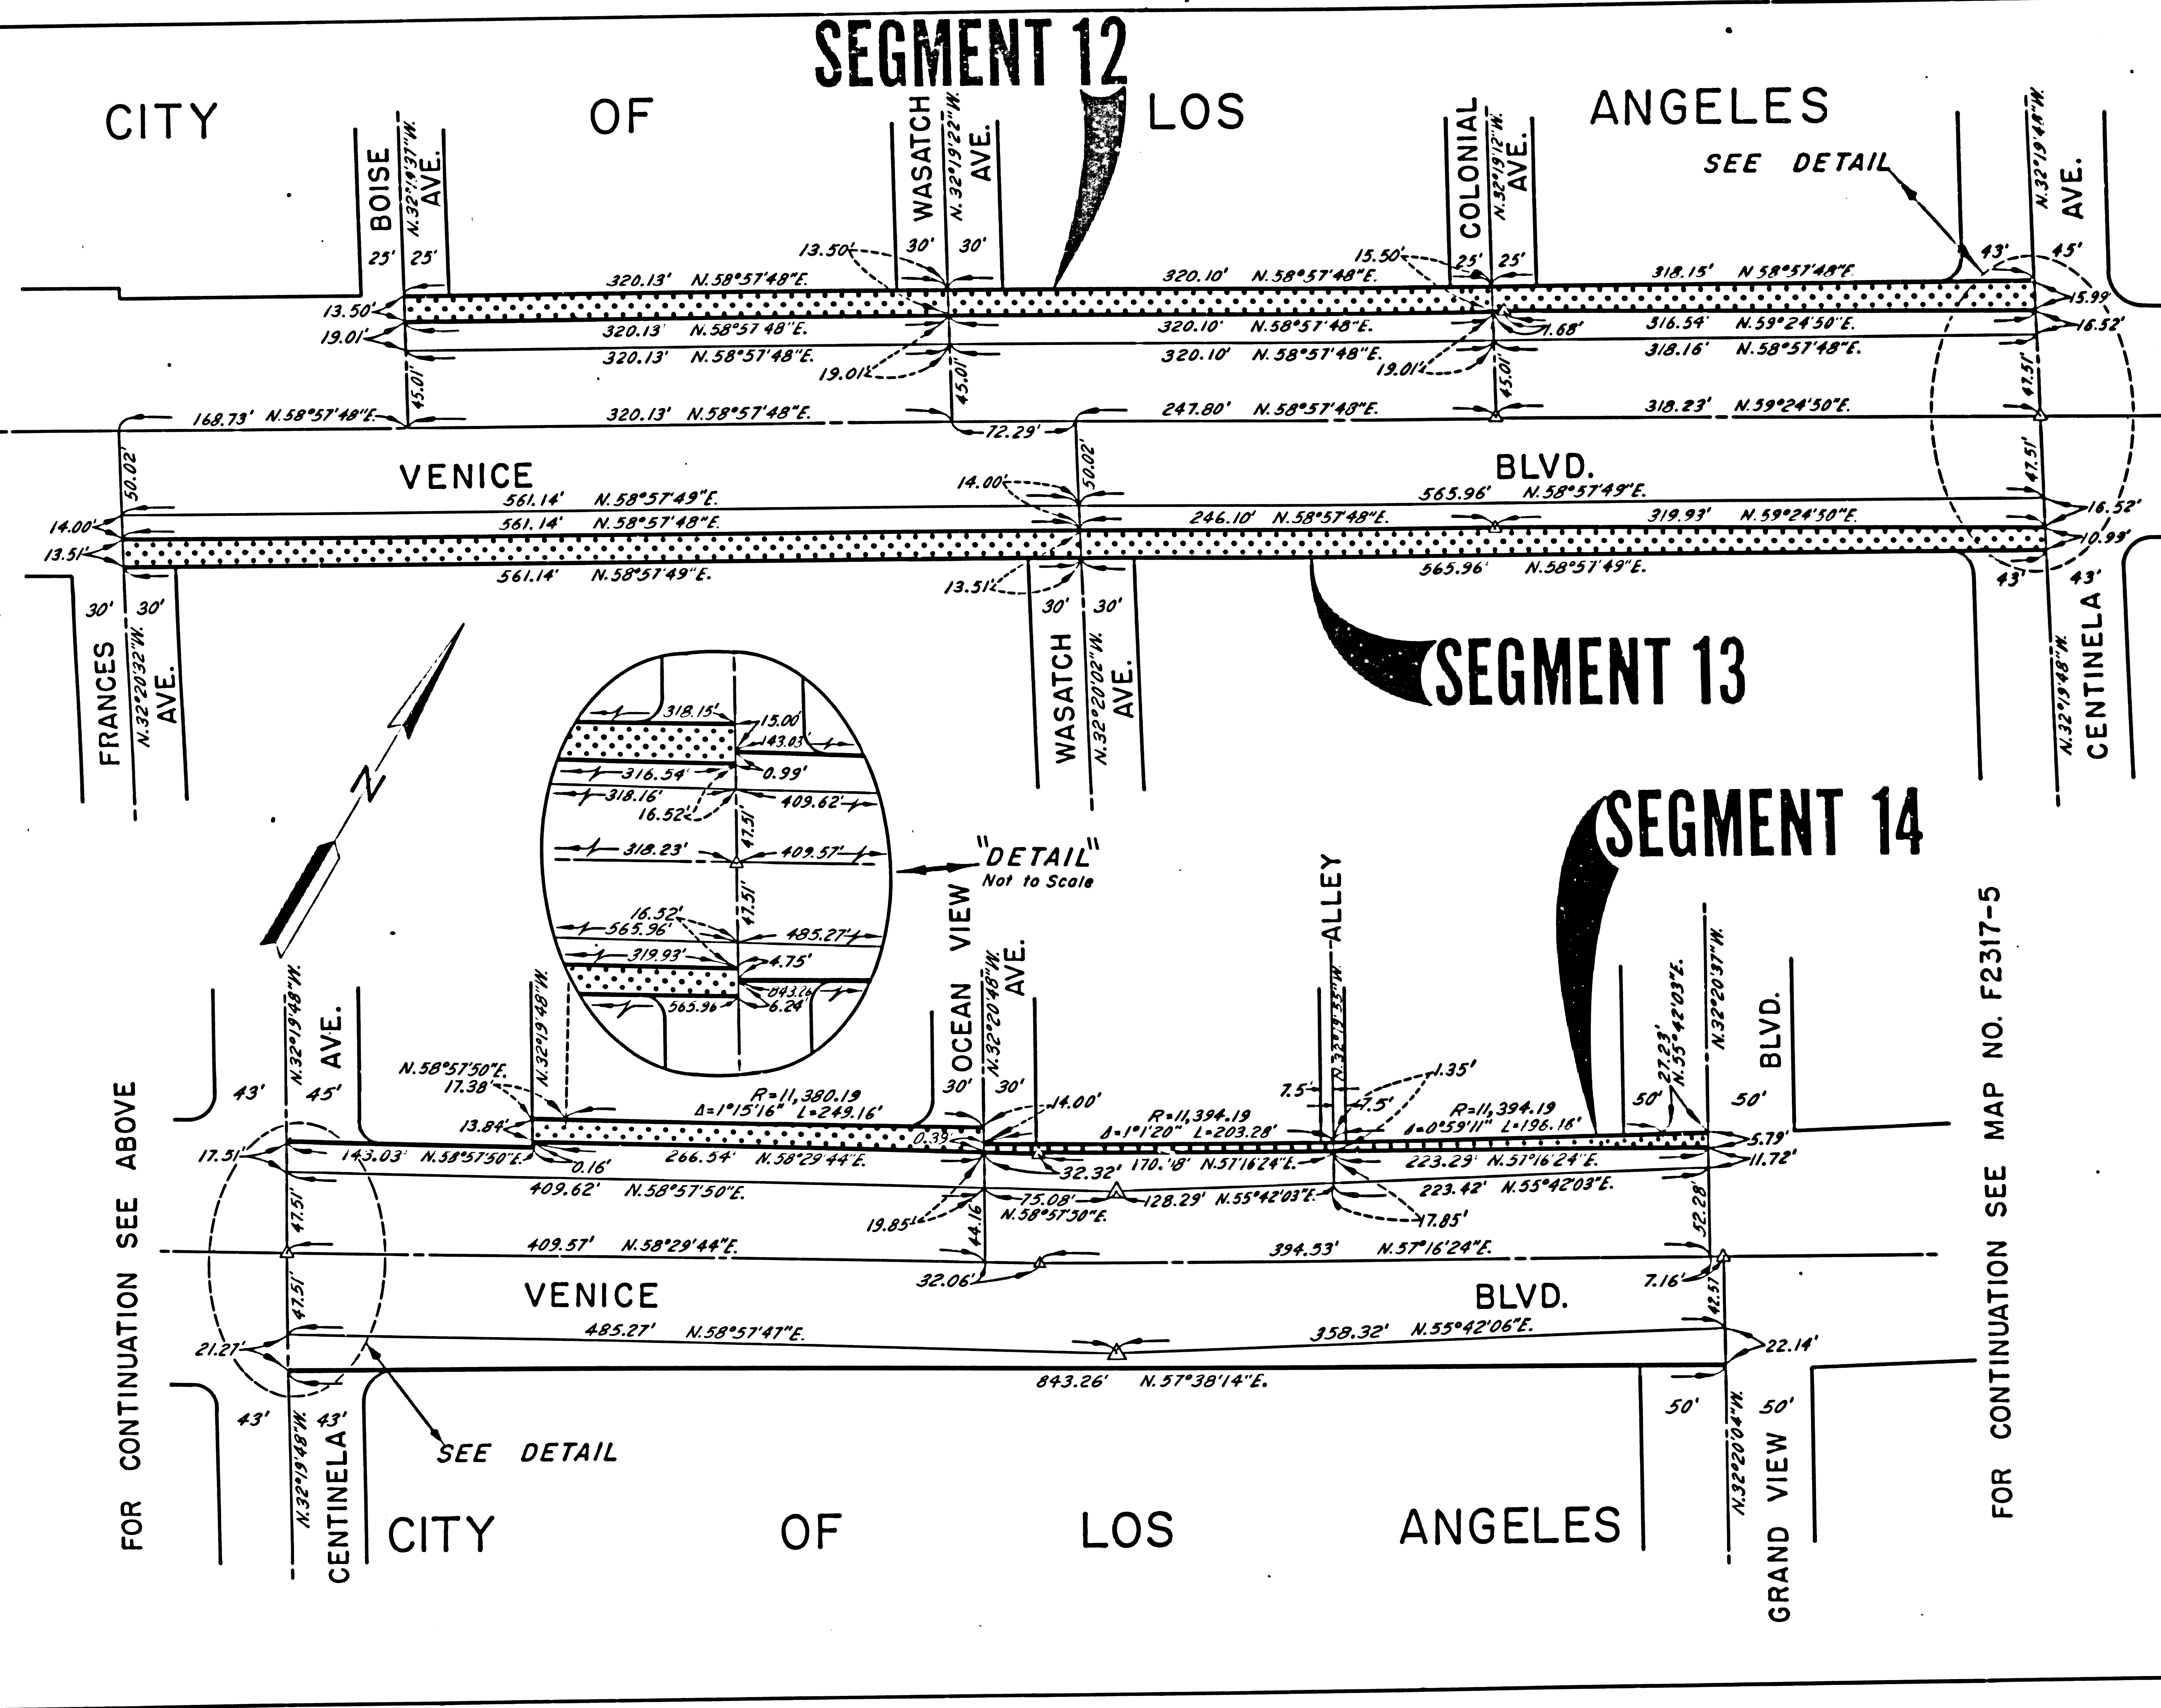 SEGMENT 12
CITY OF LOS ANGELES
BOISE AVE.
N.32°19'37"W.
WASATCH AVE.
N.32°19'22"W.
COLONIAL AVE.
N.32°19'12"W.
AVE.
N.32°19'48"W.
SEE DETAIL
25' 25'
13.50'
30' 30'
15.50'
25' 25'
43' 45'
320.13' N.58°57'48"E.
320.10' N.58°57'48"E.
318.15' N 58°57'48"E.
13.50'
15.99'
320.13' N.58°57'48"E.
320.10' N.58°57'48"E.
1.68'
316.54' N.59°24'50"E.
16.52'
19.01'
320.13' N.58°57'48"E.
19.01'
320.10' N.58°57'48"E.
19.01'
318.16' N.58°57'48"E.
45.01'
45.01'
45.01'
47.51'
168.73' N.58°57'48"E.
320.13' N.58°57'48"E.
72.29'
247.80' N.58°57'48"E.
318.23' N.59°24'50"E.
50.02'
VENICE BLVD.
50.02'
47.51'
14.00'
561.14' N.58°57'49"E.
565.96' N.58°57'49"E.
16.52'
14.00'
561.14' N.58°57'48"E.
246.10' N.58°57'48"E.
319.93' N.59°24'50"E.
10.99'
13.51'
561.14' N.58°57'49"E.
13.51'
565.96' N.58°57'49"E.
30' 30'
30' 30'
43' 43'
FRANCES AVE.
N.32°20'32"W.
WASATCH AVE.
N.32°20'02"W.
SEGMENT 13
CENTINELA
N.32°19'48"W.
N
318.15'
15.00'
143.03'
316.54'
0.99'
318.16'
409.62'
16.52'
47.51'
318.23'
409.57'
47.51'
16.52'
565.96'
485.27'
319.93'
4.75'
843.26
565.96
6.24'
"DETAIL"
Not to Scale
SEGMENT 14
FOR CONTINUATION SEE ABOVE
N.32°19'48"W.
AVE.
N.32°19'48"W.
OCEAN VIEW AVE.
N.32°20'48"W.
ALLEY
N.32°19'55"W.
27.23'
N.55°42'03"E.
N.32°20'37"W.
BLVD.
FOR CONTINUATION SEE MAP NO. F2317-5
43' 45'
N.58°57'50"E.
17.38'
R=11,380.19
Δ=1°15'16" L=249.16'
30' 30'
14.00'
R=11,394.19
Δ=1°1'20" L=203.28'
7.5'
7.5'
1.35'
R=11,394.19
Δ=0°59'11" L=196.16'
50' 50'
13.84'
0.39'
5.79'
17.51'
143.03' N.58°57'50"E.
0.16'
266.54' N.58°29'44"E.
32.32'
N.57°16'24"E.
223.29' N.57°16'24"E.
11.72'
409.62' N.58°57'50"E.
75.08'
N.58°57'50"E.
128.29' N.55°42'03"E.
223.42' N.55°42'03"E.
47.51'
19.85'
44.16'
17.85'
52.28'
409.57' N.58°29'44"E.
32.06'
394.53' N.57°16'24"E.
7.16'
47.51'
VENICE BLVD.
42.57
21.27'
485.27' N.58°57'47"E.
358.32' N.55°42'06"E.
22.14'
843.26' N.57°38'14"E.
43' 43'
50' 50'
SEE DETAIL
N.32°19'48"W.
CENTINELA
N.32°20'04"W.
GRAND VIEW
CITY OF LOS ANGELES